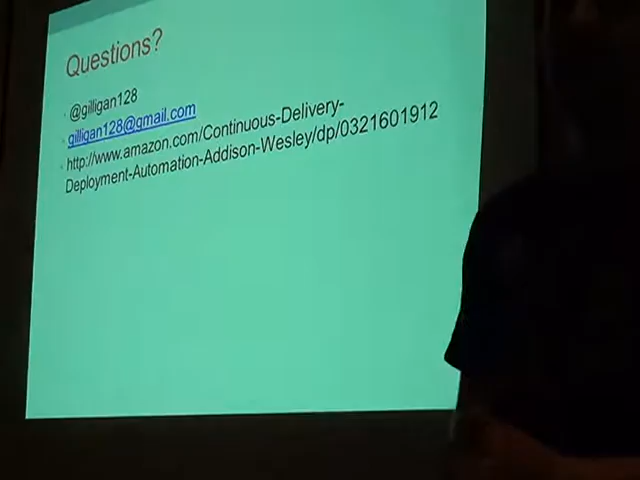 Questions?
@gilligan128
gilligan128@gmail.com
http://www.amazon.com/Continuous-Delivery-
Deployment-Automation-Addison-Wesley/dp/0321601912